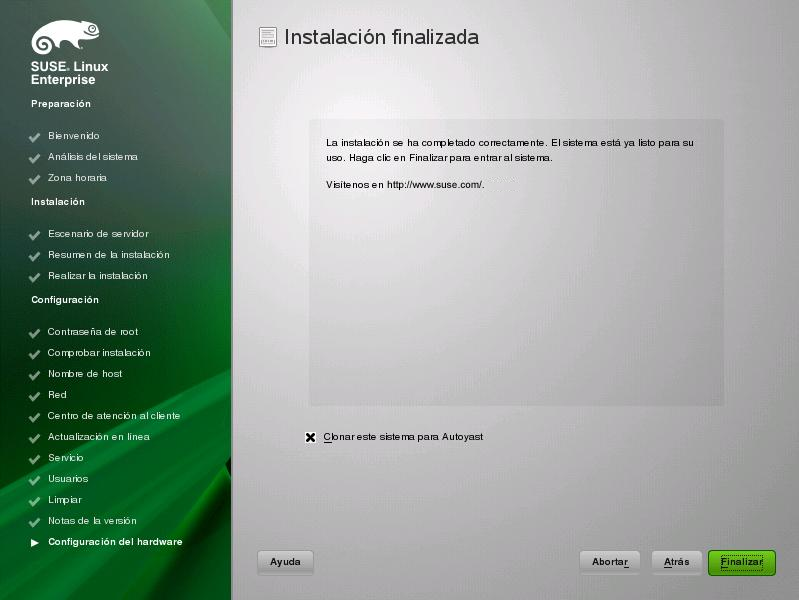 SUSE. Linux
Enterprise
Preparación
Bienvenido
Análisis del sistema
Zona horaria
Instalación
Escenario de servidor
Resumen de la instalación
Realizar la instalación
Configuración
Contraseña de root
Comprobar instalación
Nombre de host
Red
Centro de atención al cliente
Actualización en línea
Servicio
Usuarios
Limpiar
Notas de la versión
Configuración del hardware
Instalación finalizada
La instalación se ha completado correctamente. El sistema está ya listo para su
uso. Haga clic en Finalizar para entrar al sistema.
Visítenos en http://www.suse.com/.
Clonar este sistema para Autoyast
Ayuda
Abortar
Atrás
Finalizar